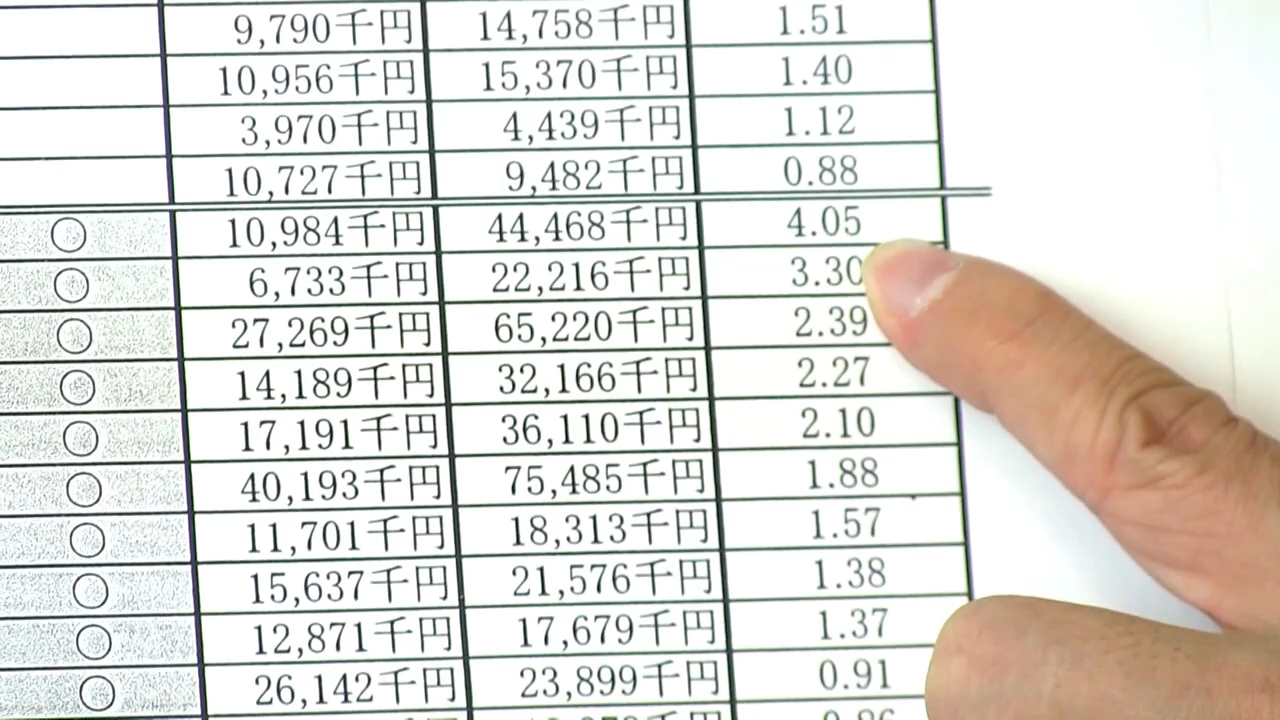 9,790千円 14,758千円 1.51
10,956千円 15,370千円 1.40
3,970千円 4,439千円 1.12
10,727千円 9,482千円 0.88
○ 10,984千円 44,468千円 4.05
○ 6,733千円 22,216千円 3.30
○ 27,269千円 65,220千円 2.39
○ 14,189千円 32,166千円 2.27
○ 17,191千円 36,110千円 2.10
○ 40,193千円 75,485千円 1.88
○ 11,701千円 18,313千円 1.57
○ 15,637千円 21,576千円 1.38
○ 12,871千円 17,679千円 1.37
○ 26,142千円 23,899千円 0.91